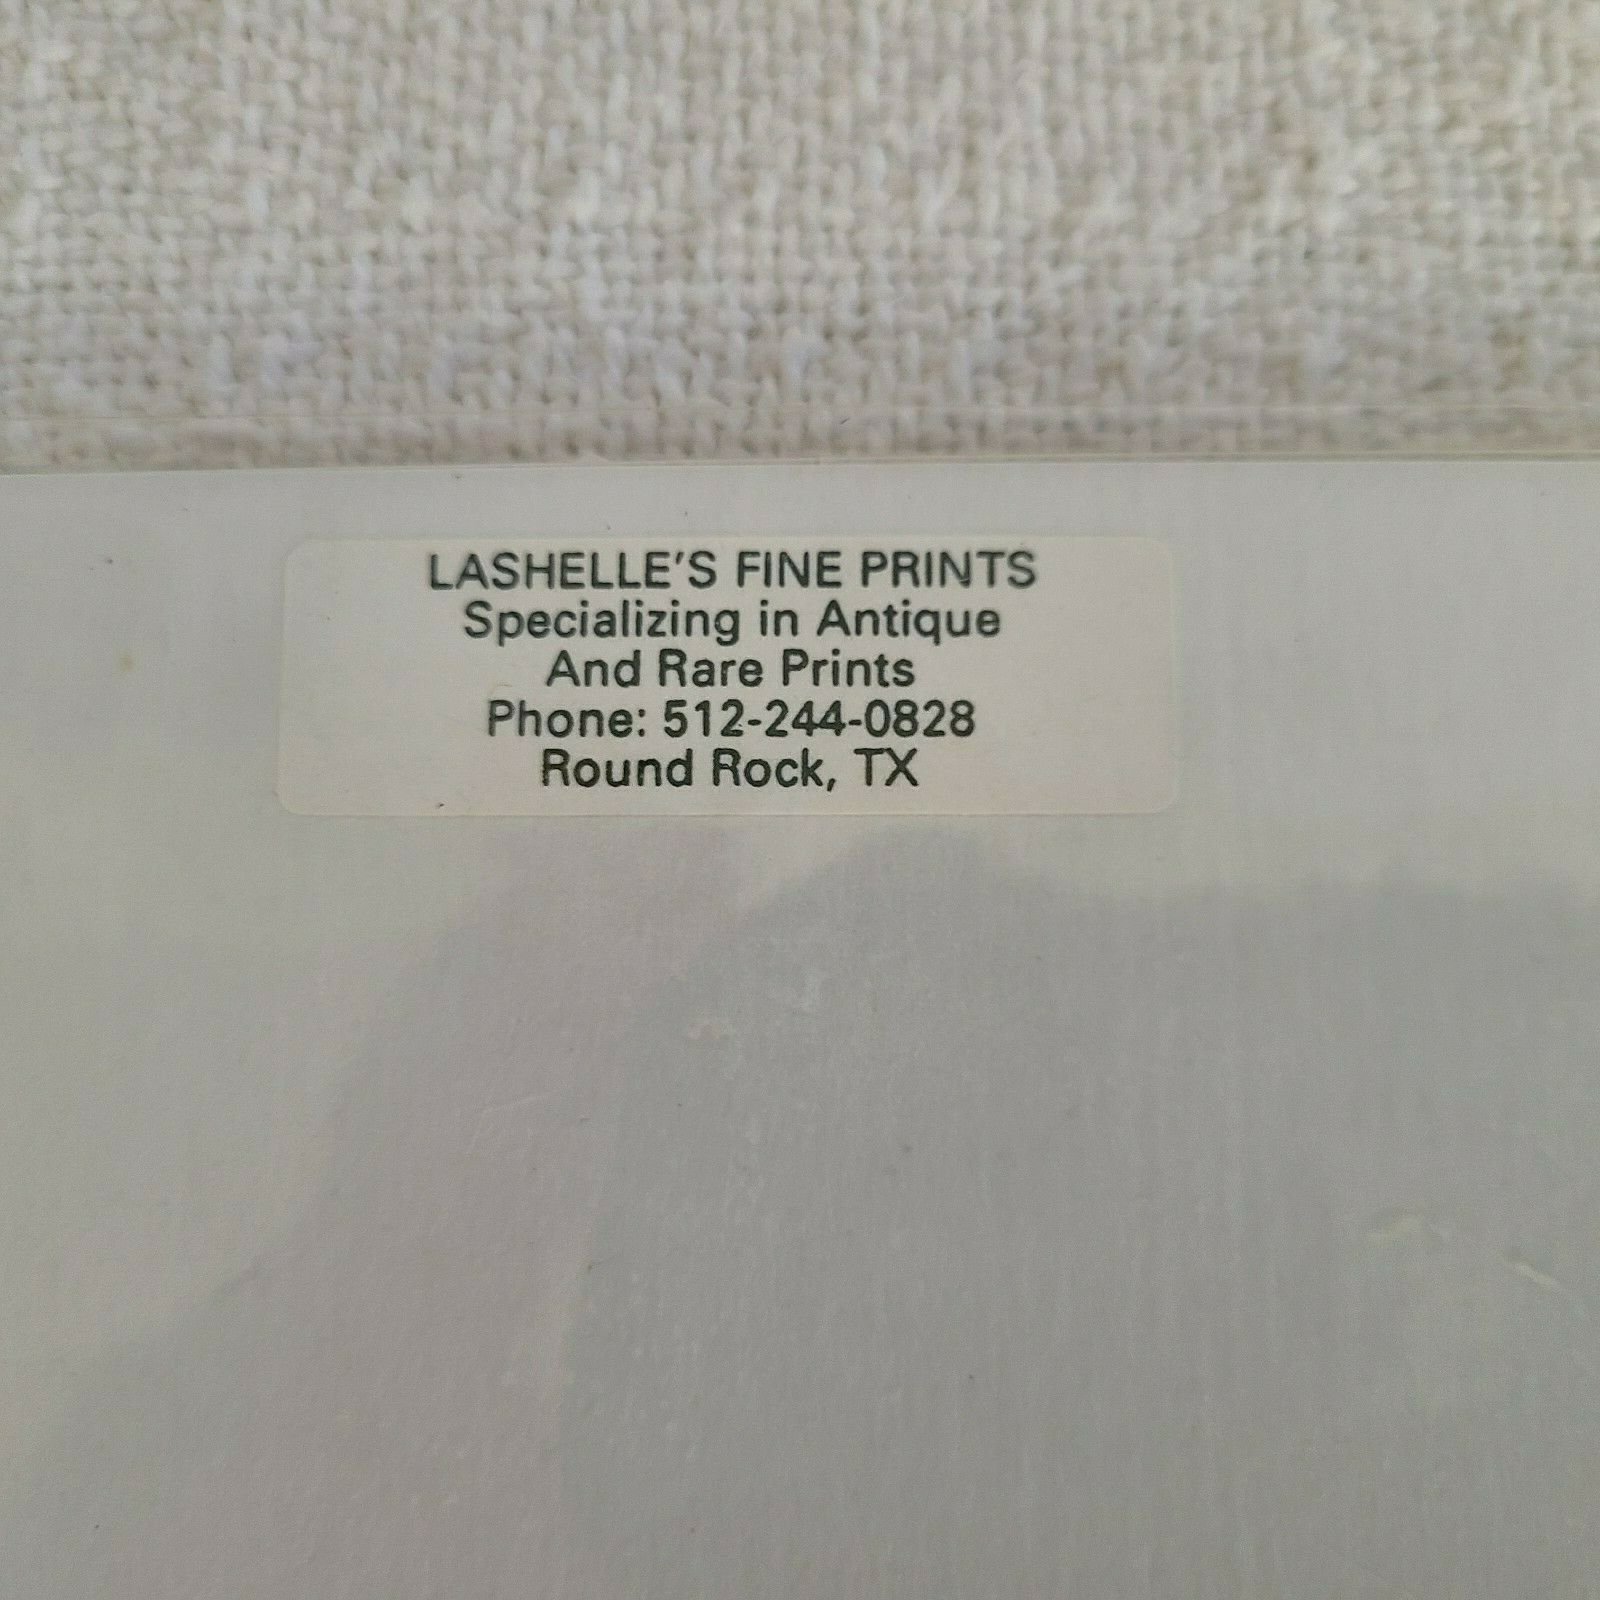 LASHELLE'S FINE PRINTS
Specializing in Antique
And Rare Prints
Phone: 512-244-0828
Round Rock, TX